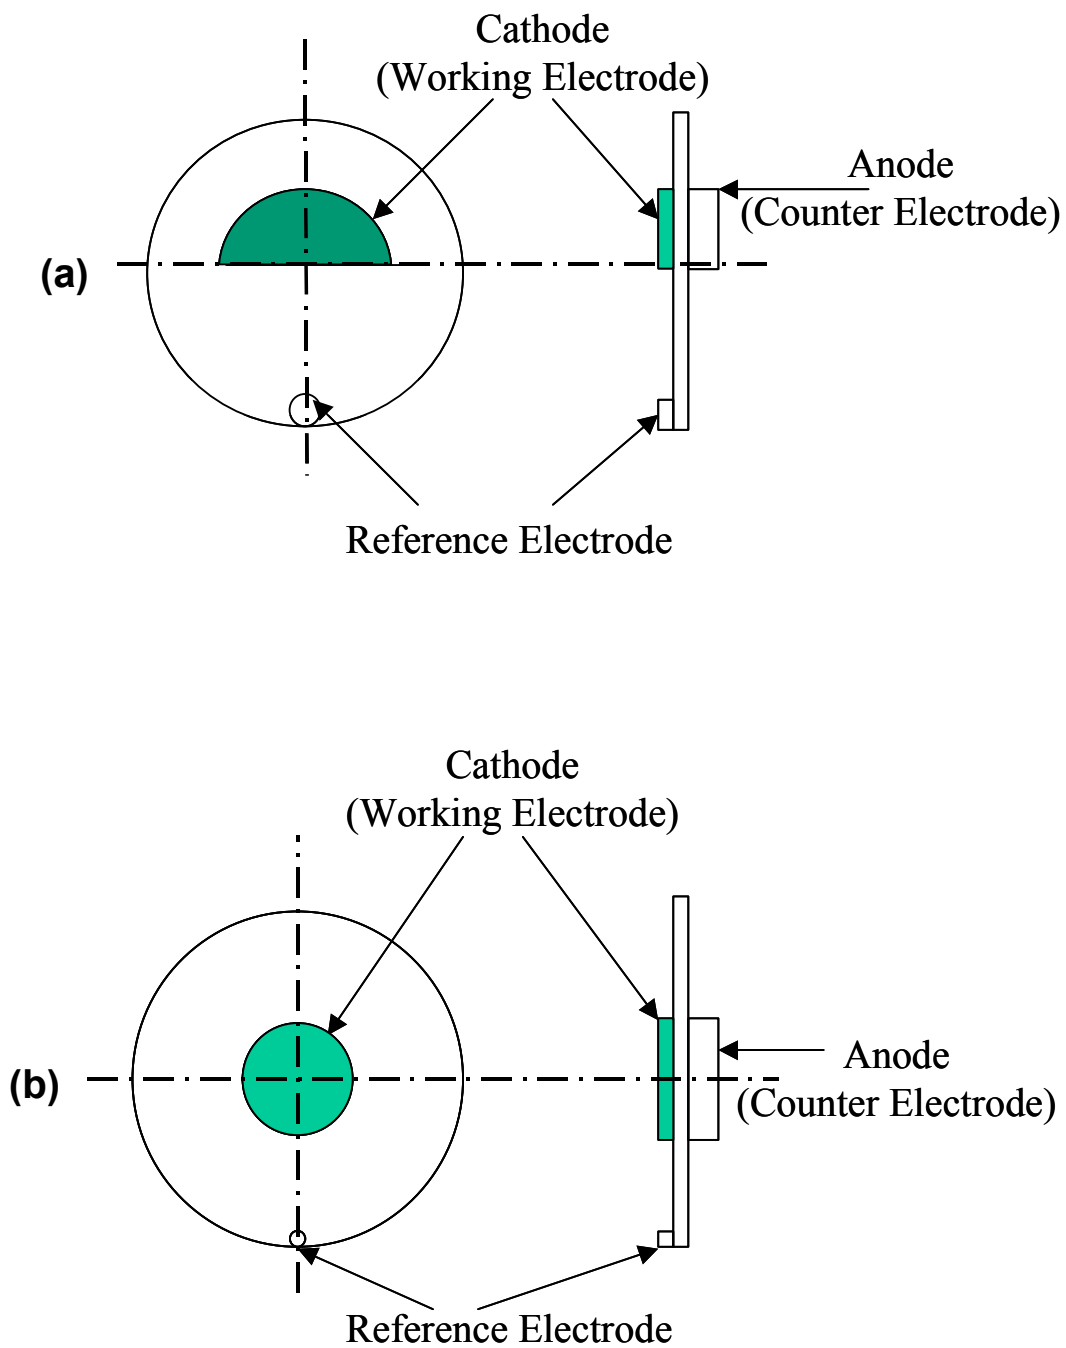 Cathode
(Working Electrode)
Anode
(Counter Electrode)
(a)
Reference Electrode
Cathode
(Working Electrode)
Anode
(b)
(Counter Electrode)
Reference Electrode